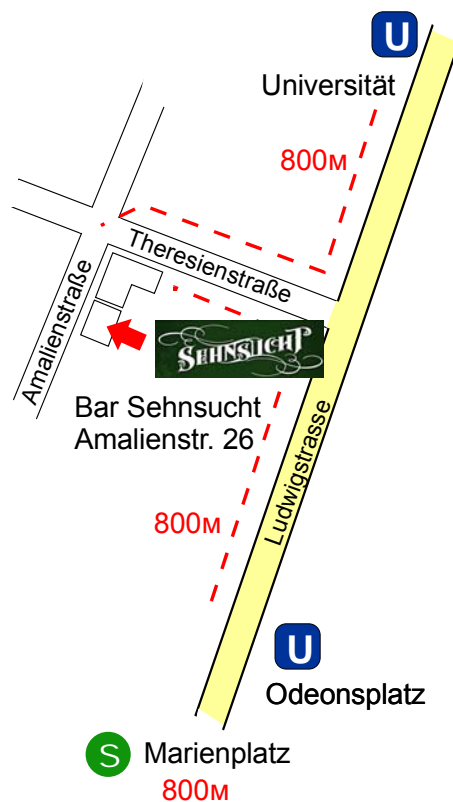 U
Universität
800м
Theresienstraße
Amalienstraße
SEHNSUCHT
Bar Sehnsucht
Amalienstr. 26
Ludwigstrasse
800м
U
Odeonsplatz
S
Marienplatz
800м